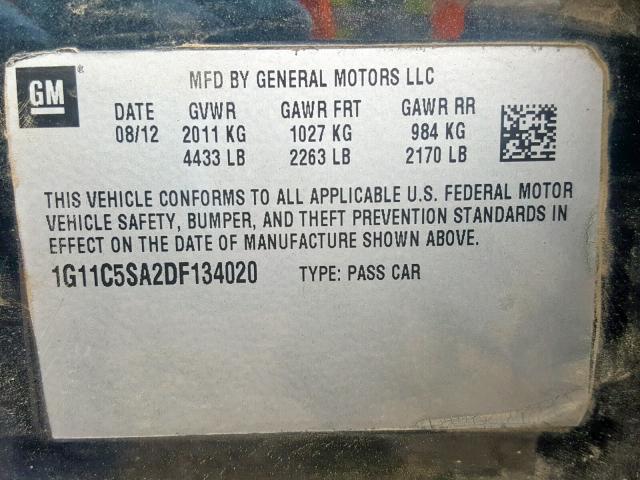 GM ®
MFD BY GENERAL MOTORS LLC
DATE GVWR GAWR FRT GAWR RR
08/12 2011 KG 1027 KG 984 KG
4433 LB 2263 LB 2170 LB
THIS VEHICLE CONFORMS TO ALL APPLICABLE U.S. FEDERAL MOTOR
VEHICLE SAFETY, BUMPER, AND THEFT PREVENTION STANDARDS IN
EFFECT ON THE DATE OF MANUFACTURE SHOWN ABOVE.
1G11C5SA2DF134020 TYPE: PASS CAR